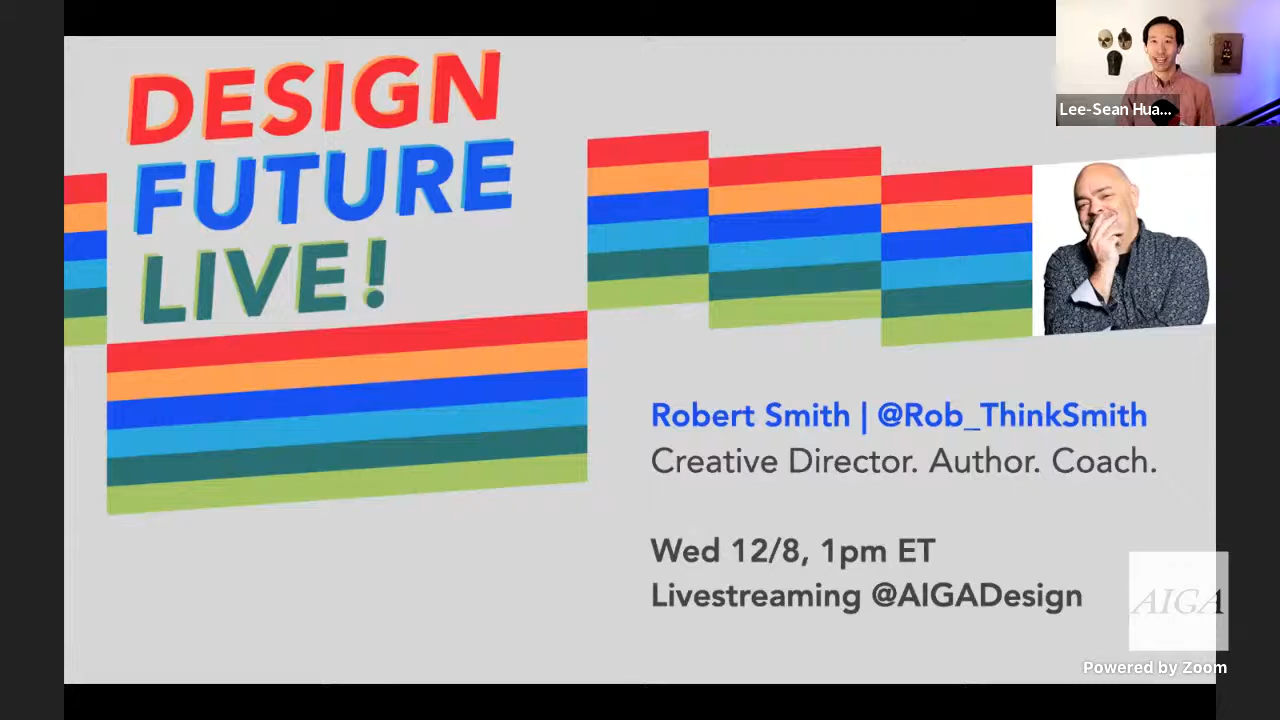 DESIGN
FUTURE
LIVE!
Lee-Sean Hua...
Robert Smith | @Rob_ThinkSmith
Creative Director. Author. Coach.
Wed 12/8, 1pm ET
Livestreaming @AIGADesign
AIGA
Powered by Zoom